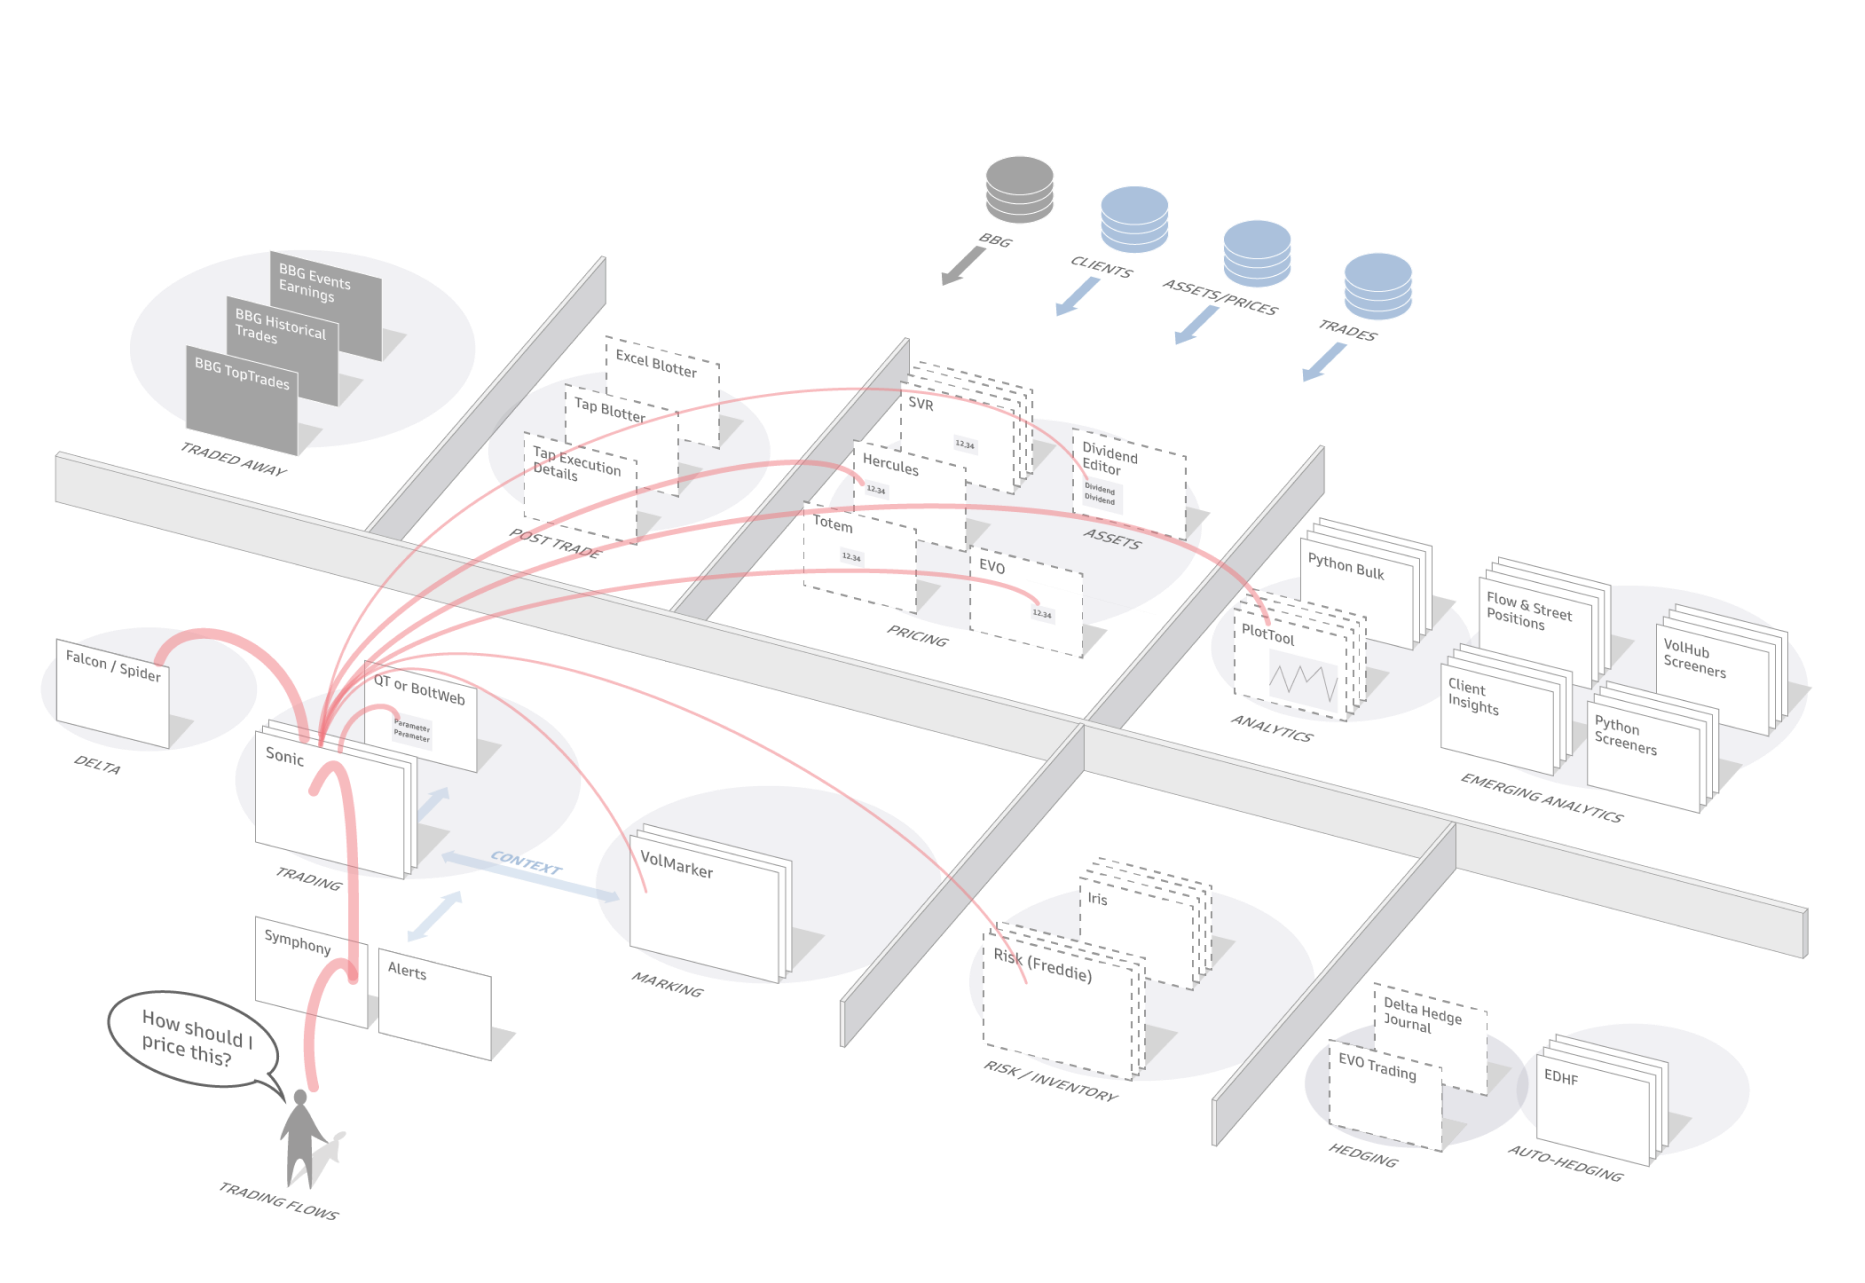 BBG
CLIENTS
ASSETS/PRICES
TRADES
BBG Events
Earnings
BBG Historical
Trades
BBG TopTrades
TRADED AWAY
Excel Blotter
Tap Blotter
Tap Execution
Details
POST TRADE
SVR
12.34
Hercules
12.34
Totem
12.34
EVO
12.34
PRICING
Dividend
Editor
Dividend
Dividend
ASSETS
Python Bulk
PlotTool
ANALYTICS
Flow & Street
Positions
VolHub
Screeners
Client
Insights
Python
Screeners
EMERGING ANALYTICS
Falcon / Spider
DELTA
QT or BoltWeb
Parameter
Parameter
Sonic
TRADING
CONTEXT
VolMarker
MARKING
Symphony
Alerts
Iris
Risk (Freddie)
RISK / INVENTORY
Delta Hedge
Journal
EVO Trading
HEDGING
EDHF
AUTO-HEDGING
How should I
price this?
TRADING FLOWS